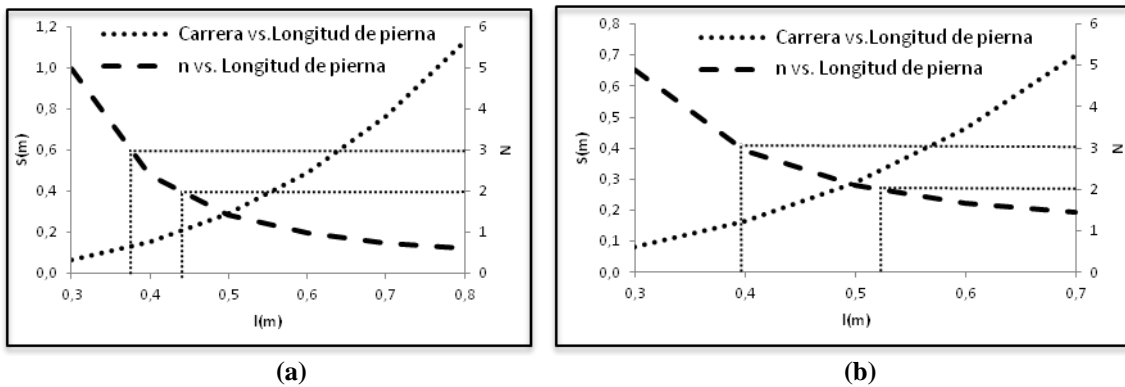 Carrera vs.Longitud de pierna
n vs. Longitud de pierna
S(m)
1,2
1,0
0,8
0,6
0,4
0,2
0,0
N
6
5
4
3
2
1
0
0,3 0,4 0,5 0,6 0,7 0,8
l(m)
(a)
Carrera vs.Longitud de pierna
n vs. Longitud de pierna
S(m)
0,8
0,7
0,6
0,5
0,4
0,3
0,2
0,1
0,0
N
6
5
4
3
2
1
0
0,3 0,4 0,5 0,6 0,7
l(m)
(b)